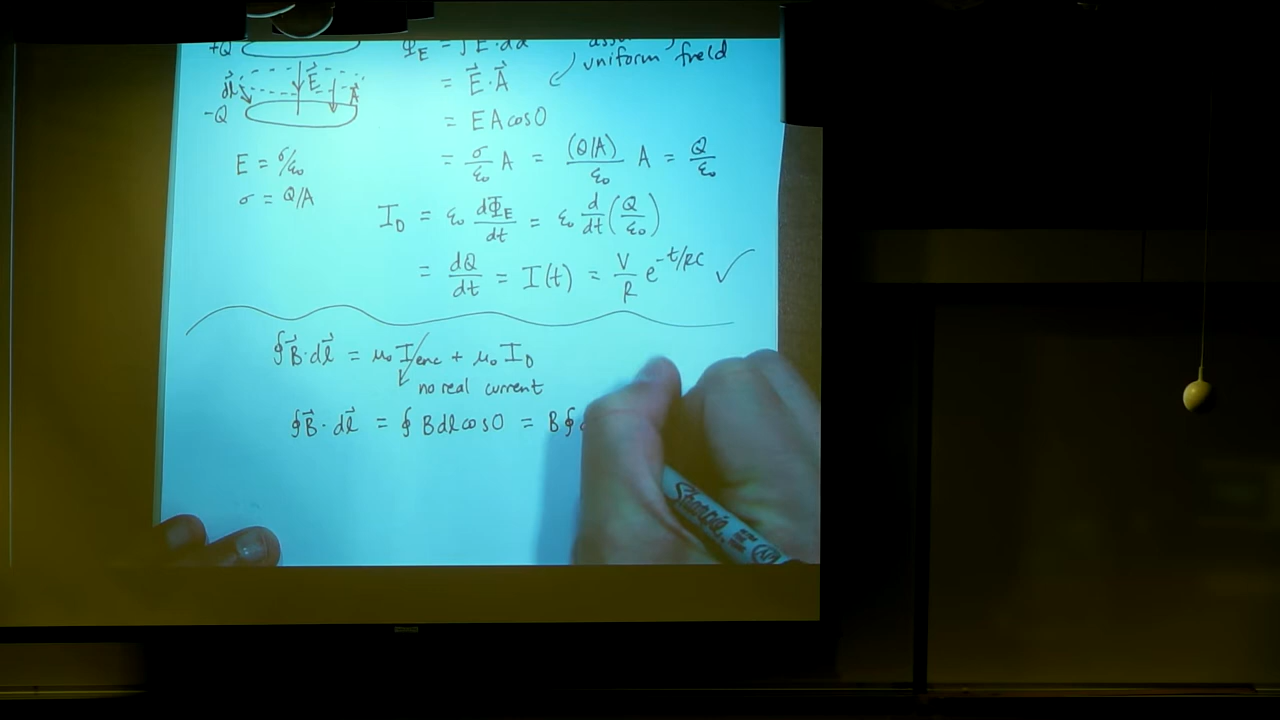 +Q
Φ_E = ∫ E · da
uniform field
dl E A
= E⃗ · A⃗
-Q
= E A cos 0
E = σ/ε₀
= σ/ε₀ A = (Q/A)/ε₀ A = Q/ε₀
σ = Q/A
I_D = ε₀ dΦ_E/dt = ε₀ d/dt (Q/ε₀)
= dQ/dt = I(t) = V/R e^{-t/RC} ✓
∮B⃗·dl⃗ = μ₀ I_enc + μ₀ I_D
no real current
∮B⃗·dl⃗ = ∮ B dl cos 0 = B∮
Sharpie